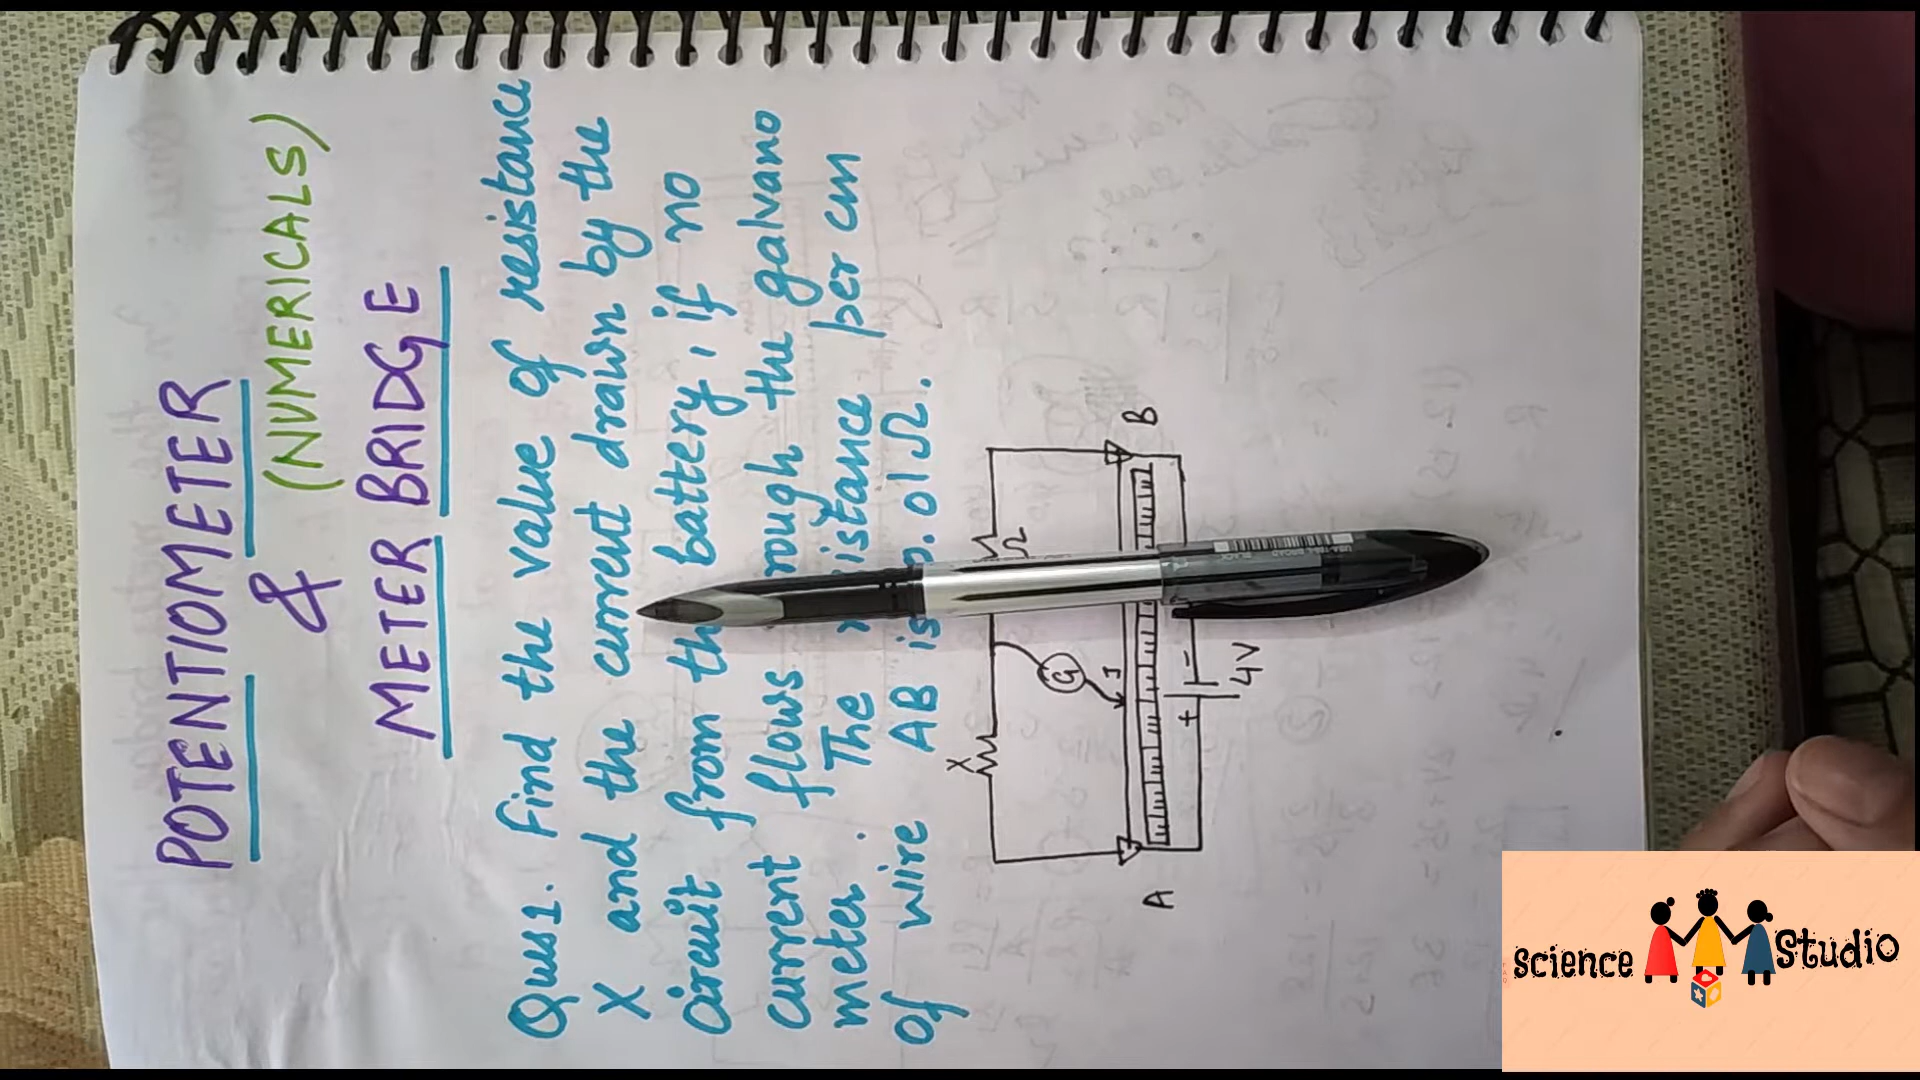 POTENTIOMETER
&
(NUMERICALS)
METER BRIDGE
Ques1. Find the value of resistance
X and the current drawn by the
circuit from the battery, if no
current flows through the galvano
meter. The resistance per cm
of wire AB is 0.01Ω.
X
Ω
G
J
A
B
+
-
4V
Science Studio